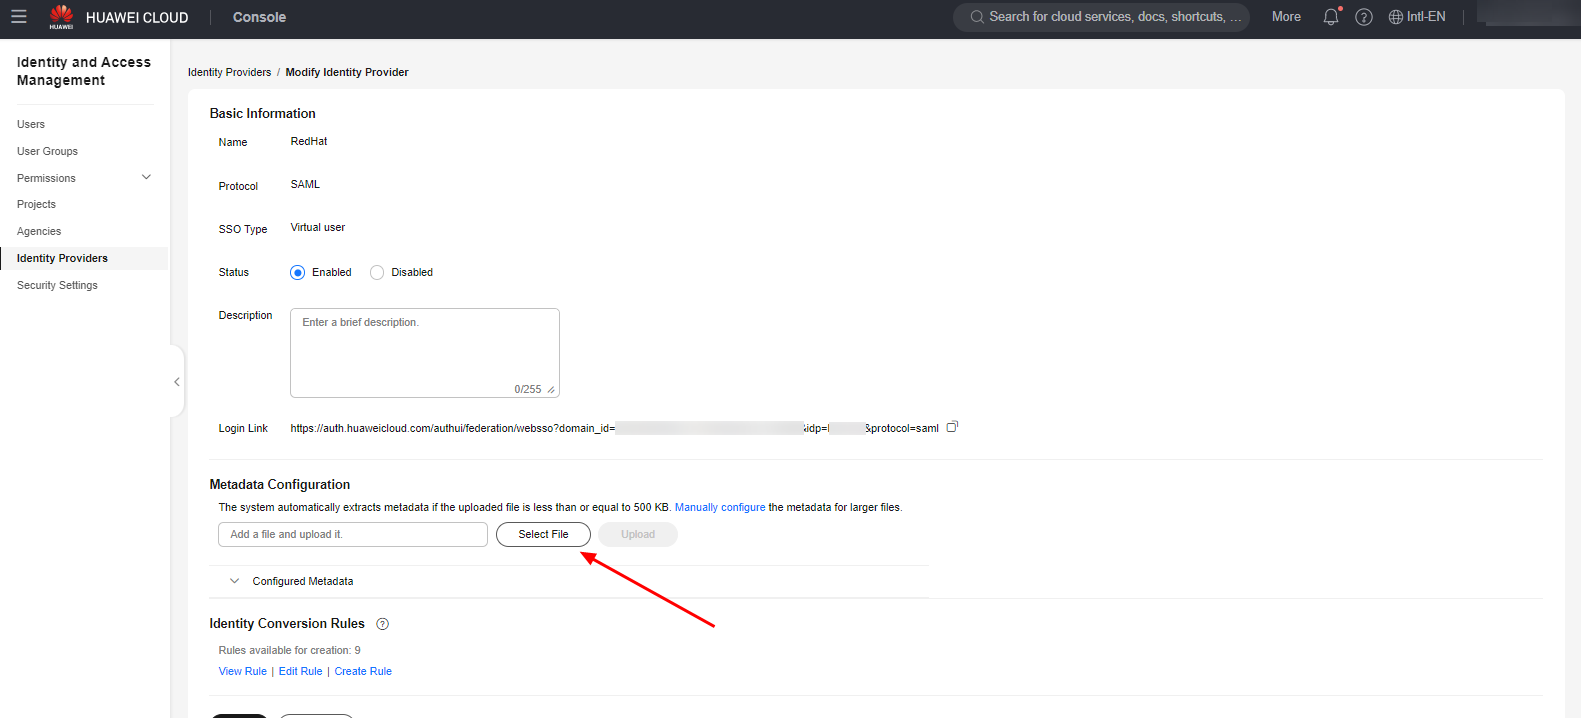 HUAWEI
HUAWEI CLOUD
Console
Search for cloud services, docs, shortcuts, ...
More
Intl-EN
Identity and Access
Management
Users
User Groups
Permissions
Projects
Agencies
Identity Providers
Security Settings
Identity Providers / Modify Identity Provider
Basic Information
Name RedHat
Protocol SAML
SSO Type Virtual user
Status Enabled Disabled
Description Enter a brief description.
0/255
Login Link https://auth.huaweicloud.com/authui/federation/websso?domain_id= &idp= &protocol=saml
Metadata Configuration
The system automatically extracts metadata if the uploaded file is less than or equal to 500 KB. Manually configure the metadata for larger files.
Add a file and upload it. Select File Upload
Configured Metadata
Identity Conversion Rules ?
Rules available for creation: 9
View Rule | Edit Rule | Create Rule